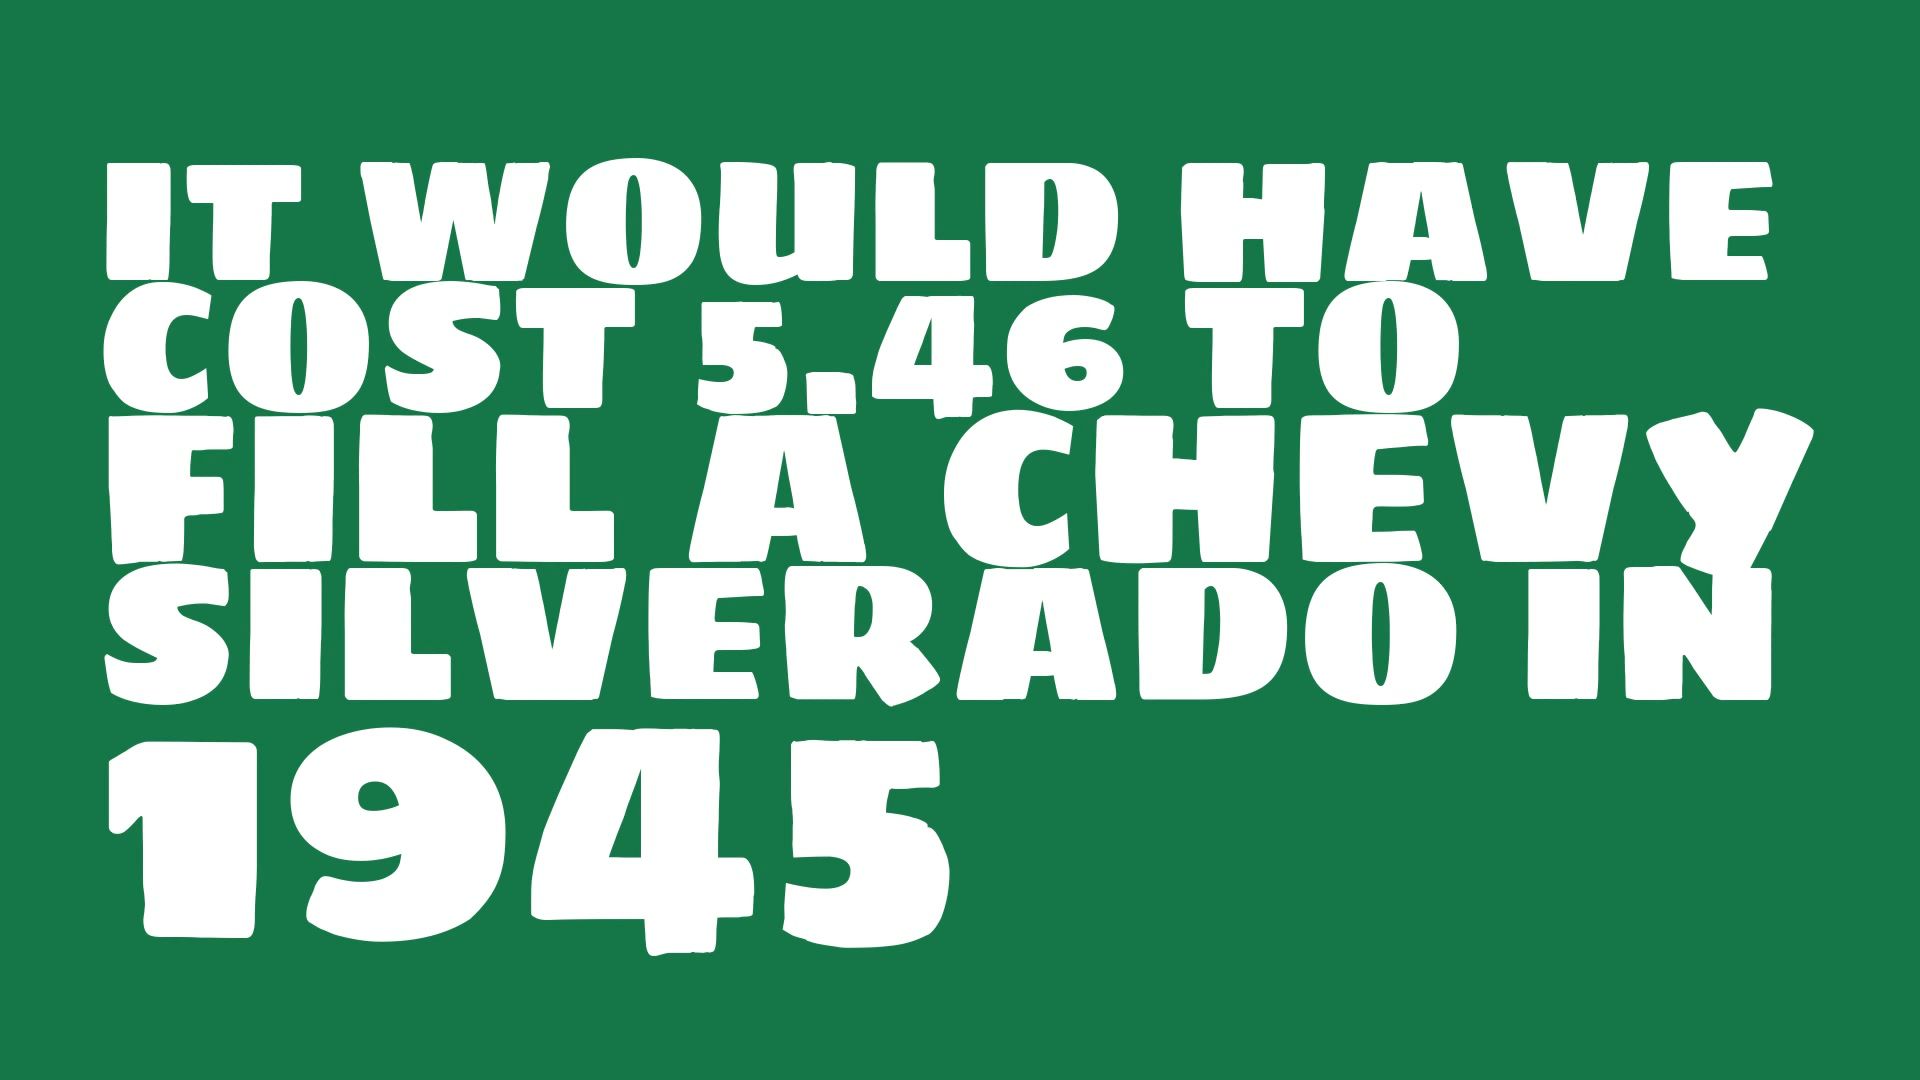 IT WOULD HAVE
COST 5.46 TO
FILL A CHEVY
SILVERADO IN
1945